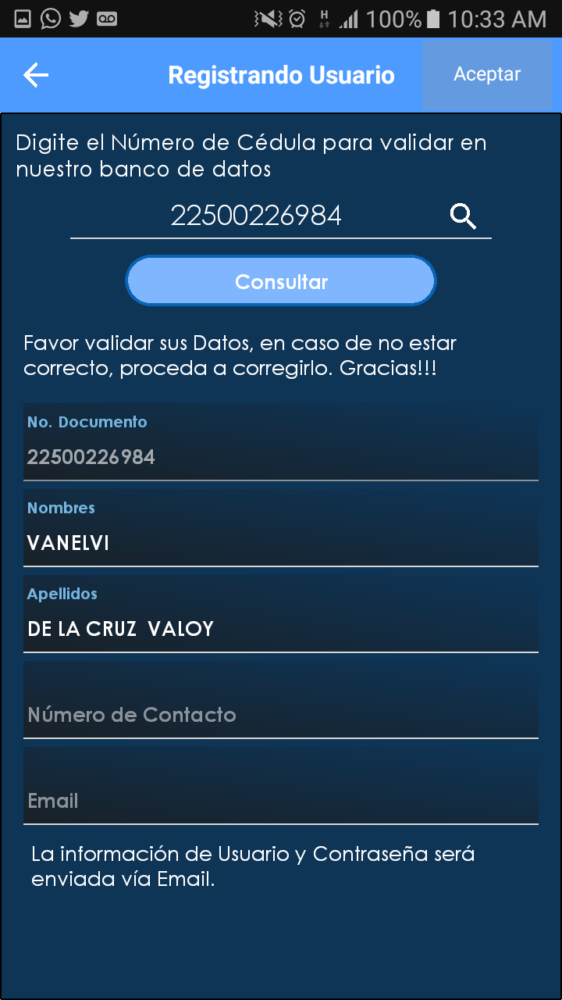 H 100% 10:33 AM
Registrando Usuario Aceptar
Digite el Número de Cédula para validar en
nuestro banco de datos
22500226984
Consultar
Favor validar sus Datos, en caso de no estar
correcto, proceda a corregirlo. Gracias!!!
No. Documento
22500226984
Nombres
VANELVI
Apellidos
DE LA CRUZ  VALOY
Número de Contacto
Email
La información de Usuario y Contraseña será
enviada vía Email.